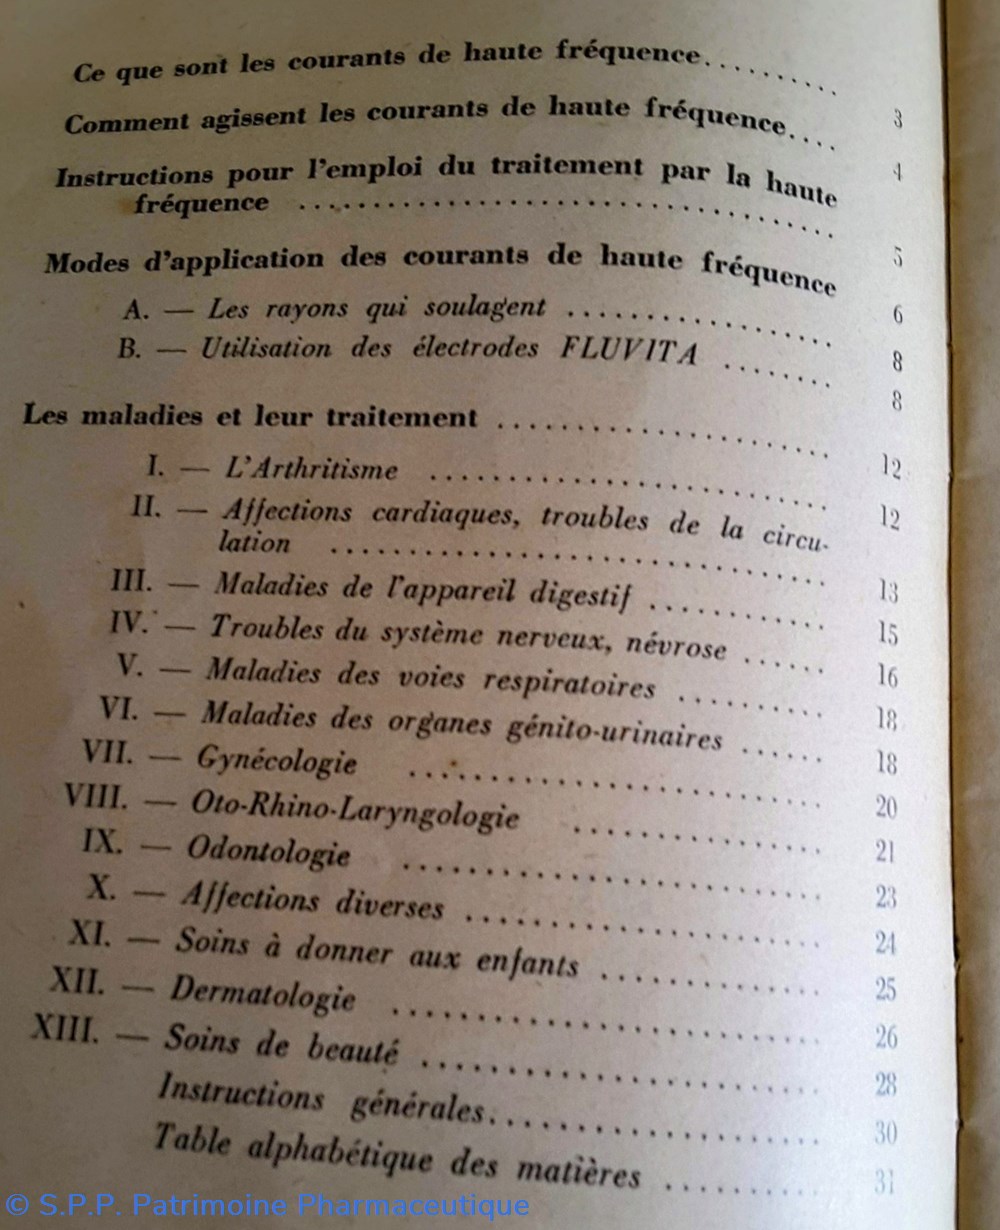 Ce que sont les courants de haute fréquence.......... 3
Comment agissent les courants de haute fréquence.... 4
Instructions pour l'emploi du traitement par la haute
fréquence .................................... 5
Modes d'application des courants de haute fréquence 6
A. — Les rayons qui soulagent .................. 8
B. — Utilisation des électrodes FLUVITA ........ 8
Les maladies et leur traitement ....................... 12
I. — L'Arthritisme ........................... 12
II. — Affections cardiaques, troubles de la circu-
lation .................................. 13
III. — Maladies de l'appareil digestif ............ 15
IV. — Troubles du système nerveux, névrose ...... 16
V. — Maladies des voies respiratoires .......... 18
VI. — Maladies des organes génito-urinaires ...... 18
VII. — Gynécologie ............................ 20
VIII. — Oto-Rhino-Laryngologie ................. 21
IX. — Odontologie ............................ 23
X. — Affections diverses ........................ 24
XI. — Soins à donner aux enfants ............... 25
XII. — Dermatologie ............................. 26
XIII. — Soins de beauté .......................... 28
Instructions générales...................... 30
Table alphabétique des matières ........... 31
© S.P.P. Patrimoine Pharmaceutique